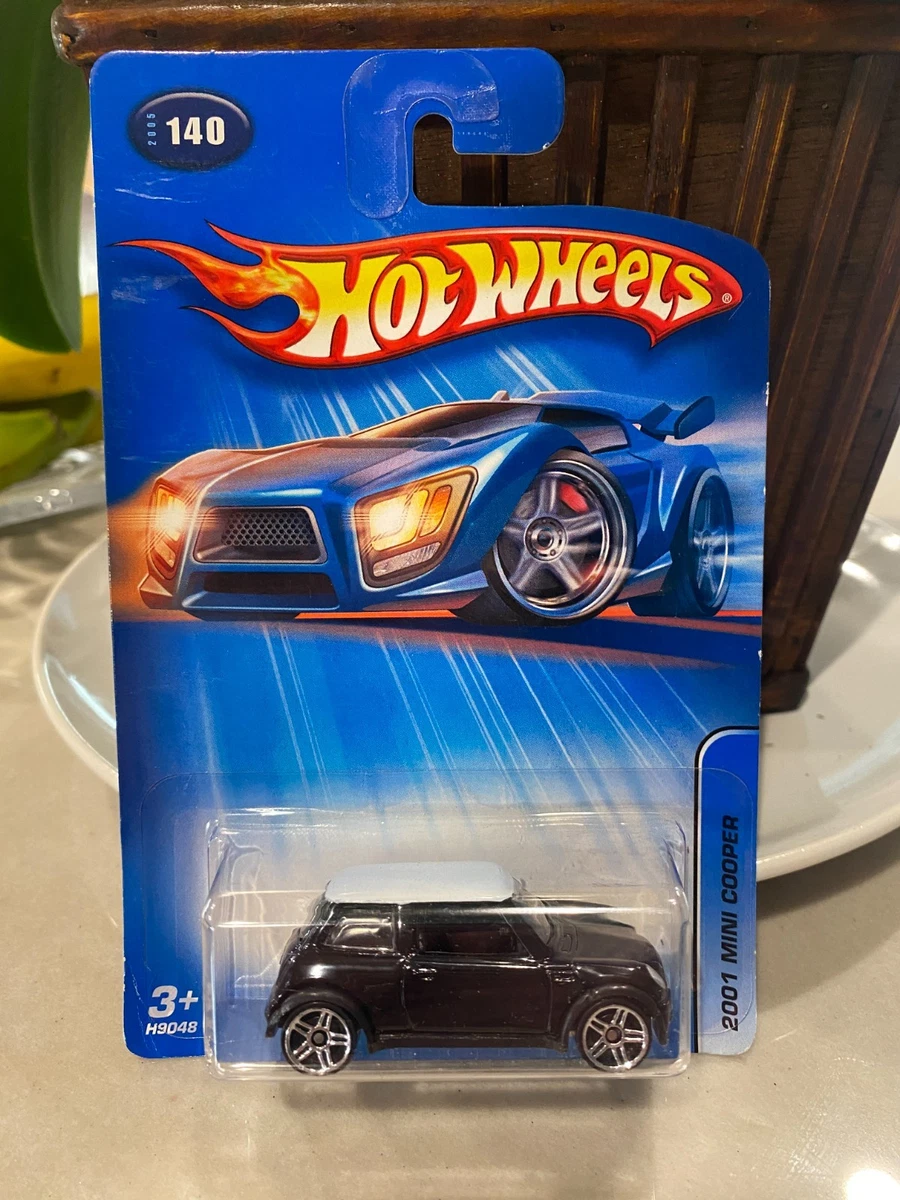 2005
140
HOT WHEELS®
2001 MINI COOPER
3+
H9048